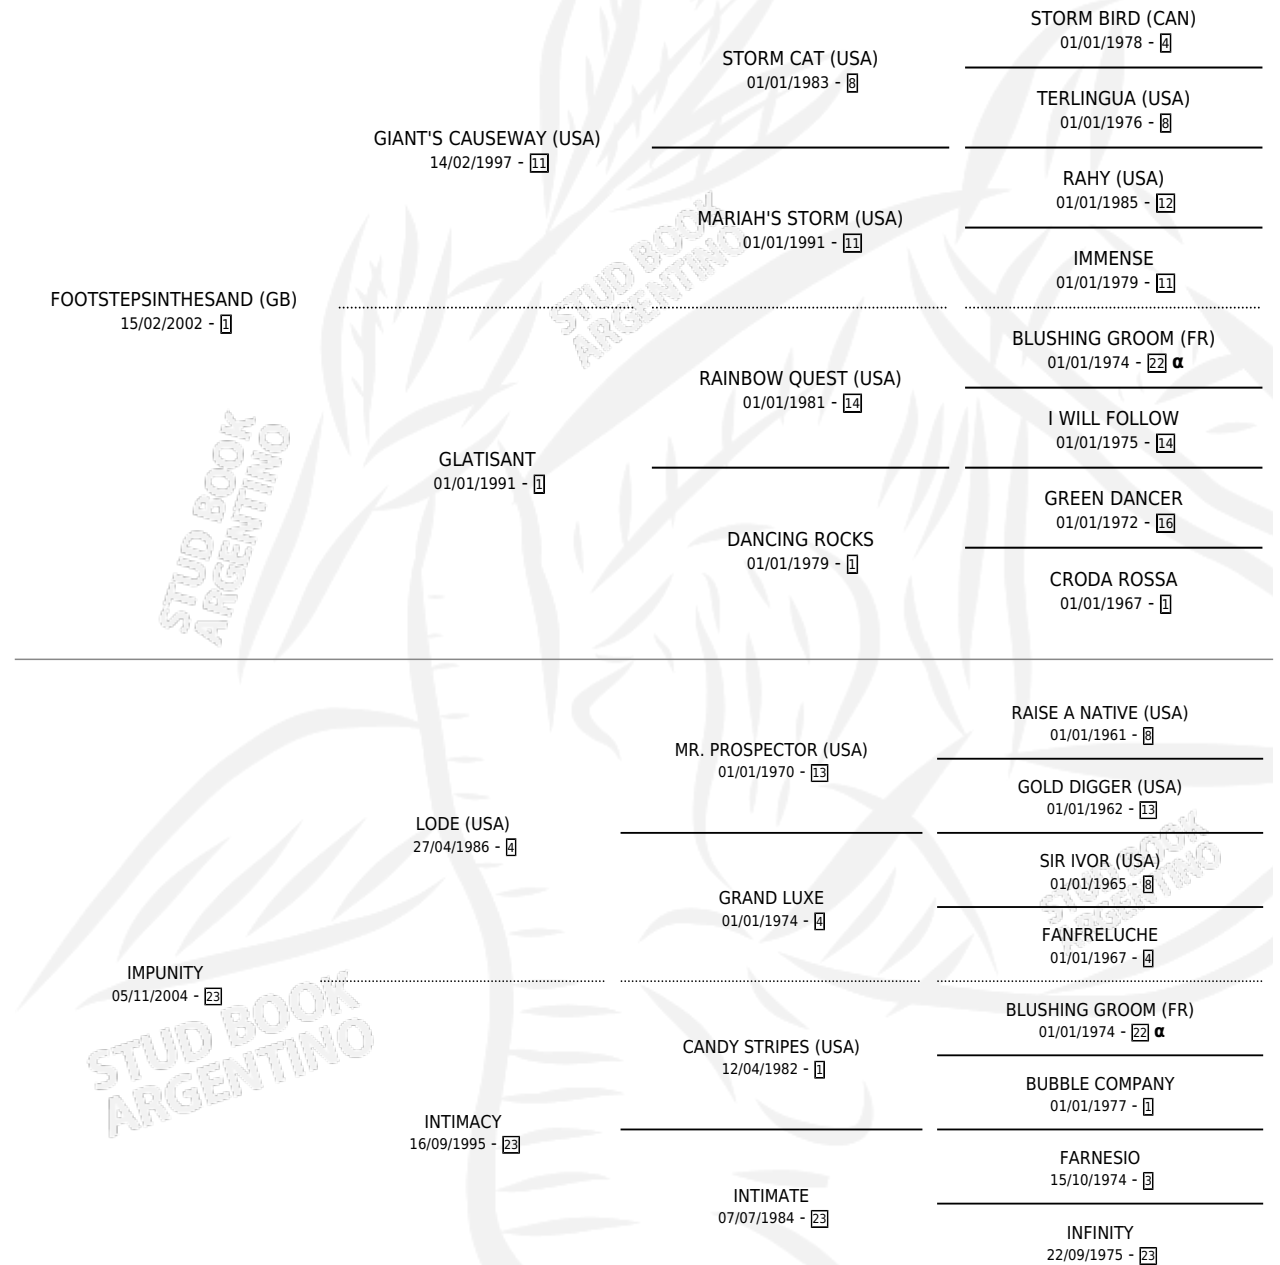 STORM BIRD (CAN)
01/01/1978 - 4
STORM CAT (USA)
01/01/1983 - 8
TERLINGUA (USA)
01/01/1976 - 8
GIANT'S CAUSEWAY (USA)
14/02/1997 - 11
RAHY (USA)
01/01/1985 - 12
MARIAH'S STORM (USA)
01/01/1991 - 11
IMMENSE
01/01/1979 - 11
FOOTSTEPSINTHESAND (GB)
15/02/2002 - 1
BLUSHING GROOM (FR)
01/01/1974 - 22 α
RAINBOW QUEST (USA)
01/01/1981 - 14
I WILL FOLLOW
01/01/1975 - 14
GLATISANT
01/01/1991 - 1
GREEN DANCER
01/01/1972 - 16
DANCING ROCKS
01/01/1979 - 1
CRODA ROSSA
01/01/1967 - 1
RAISE A NATIVE (USA)
01/01/1961 - 8
MR. PROSPECTOR (USA)
01/01/1970 - 13
GOLD DIGGER (USA)
01/01/1962 - 13
LODE (USA)
27/04/1986 - 4
SIR IVOR (USA)
01/01/1965 - 8
GRAND LUXE
01/01/1974 - 4
FANFRELUCHE
01/01/1967 - 4
IMPUNITY
05/11/2004 - 23
BLUSHING GROOM (FR)
01/01/1974 - 22 α
CANDY STRIPES (USA)
12/04/1982 - 1
BUBBLE COMPANY
01/01/1977 - 1
INTIMACY
16/09/1995 - 23
FARNESIO
15/10/1974 - 3
INTIMATE
07/07/1984 - 23
INFINITY
22/09/1975 - 23
STUD BOOK
ARGENTINO
STUD BOOK
ARGENTINO
STUD BOOK
ARGENTINO
STUD BOOK
ARGENTINO